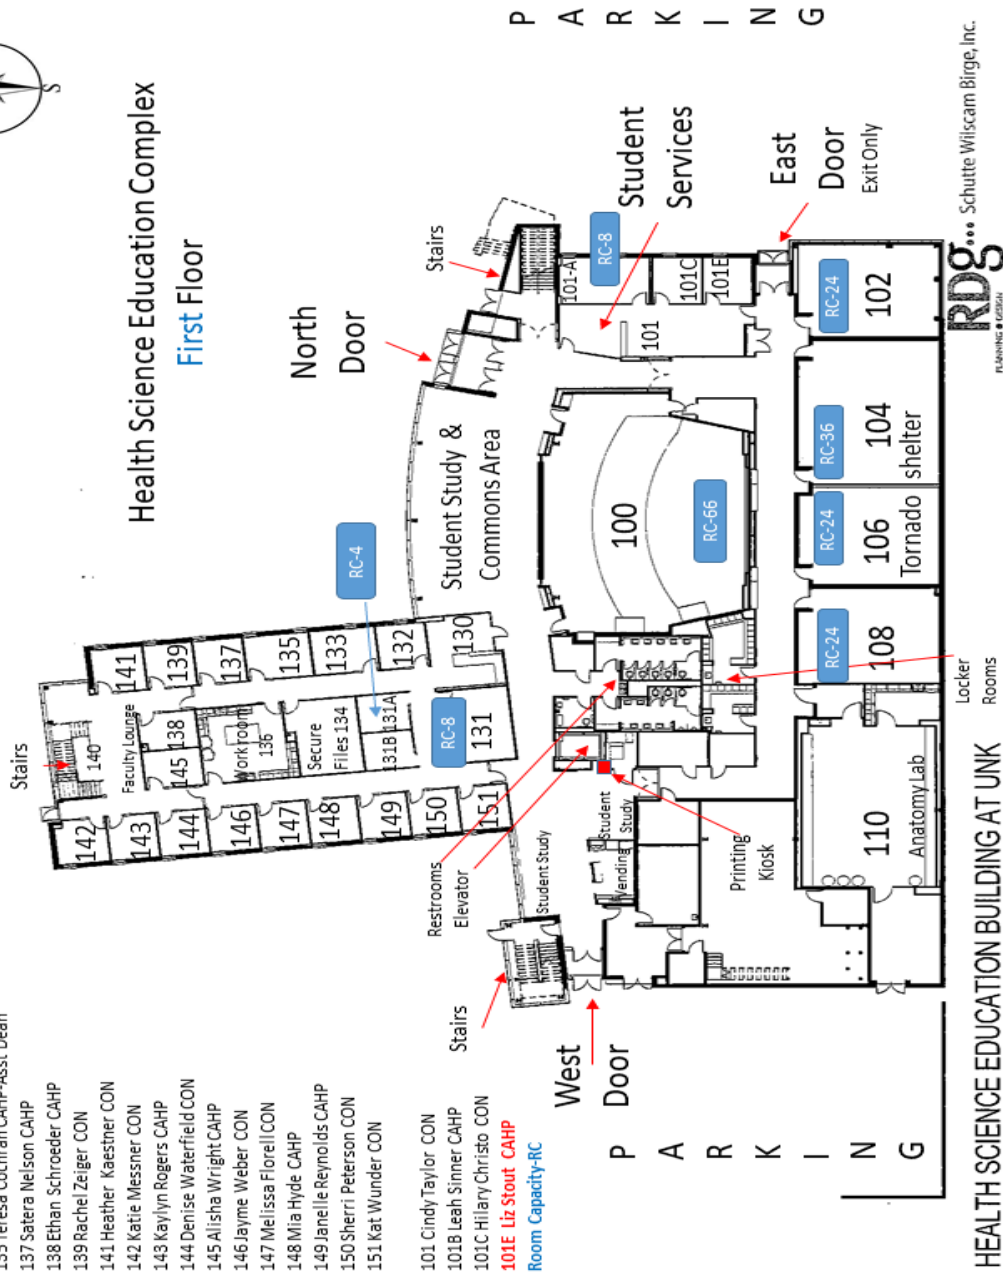 Health Science Education Complex
First Floor
S
135 Teresa Cochran CAHP-Asst Dean
137 Satera Nelson CAHP
138 Ethan Schroeder CAHP
139 Rachel Zeiger CON
141 Heather Kaestner CON
142 Katie Messner CON
143 Kaylyn Rogers CAHP
144 Denise Waterfield CON
145 Alisha Wright CAHP
146 Jayme Weber CON
147 Melissa Florell CON
148 Mia Hyde CAHP
149 Janelle Reynolds CAHP
150 Sherri Peterson CON
151 Kat Wunder CON
101 Cindy Taylor CON
101B Leah Sinner CAHP
101C Hilary Christo CON
101E Liz Stout CAHP
Room Capacity-RC
Stairs
140
Faculty Lounge
141
139
137
135
133
132
130
138
145
Workroom
136
Secure
Files 134
131A
131B
RC-4
RC-8
131
142
143
144
146
147
148
149
150
151
North
Door
Stairs
Student Study &
Commons Area
Student
Services
101-A
RC-8
101C
101E
101
East
Door
Exit Only
PARKING
100
RC-66
RC-24
102
RC-36
104
shelter
RC-24
106
Tornado
RC-24
108
Locker
Rooms
110
Anatomy Lab
Restrooms
Elevator
Student Study
Student
Study
Vending
Printing
Kiosk
Stairs
West
Door
PARKING
HEALTH SCIENCE EDUCATION BUILDING AT UNK
RDg... Schutte Wilscam Birge, Inc.
PLANNING DESIGN